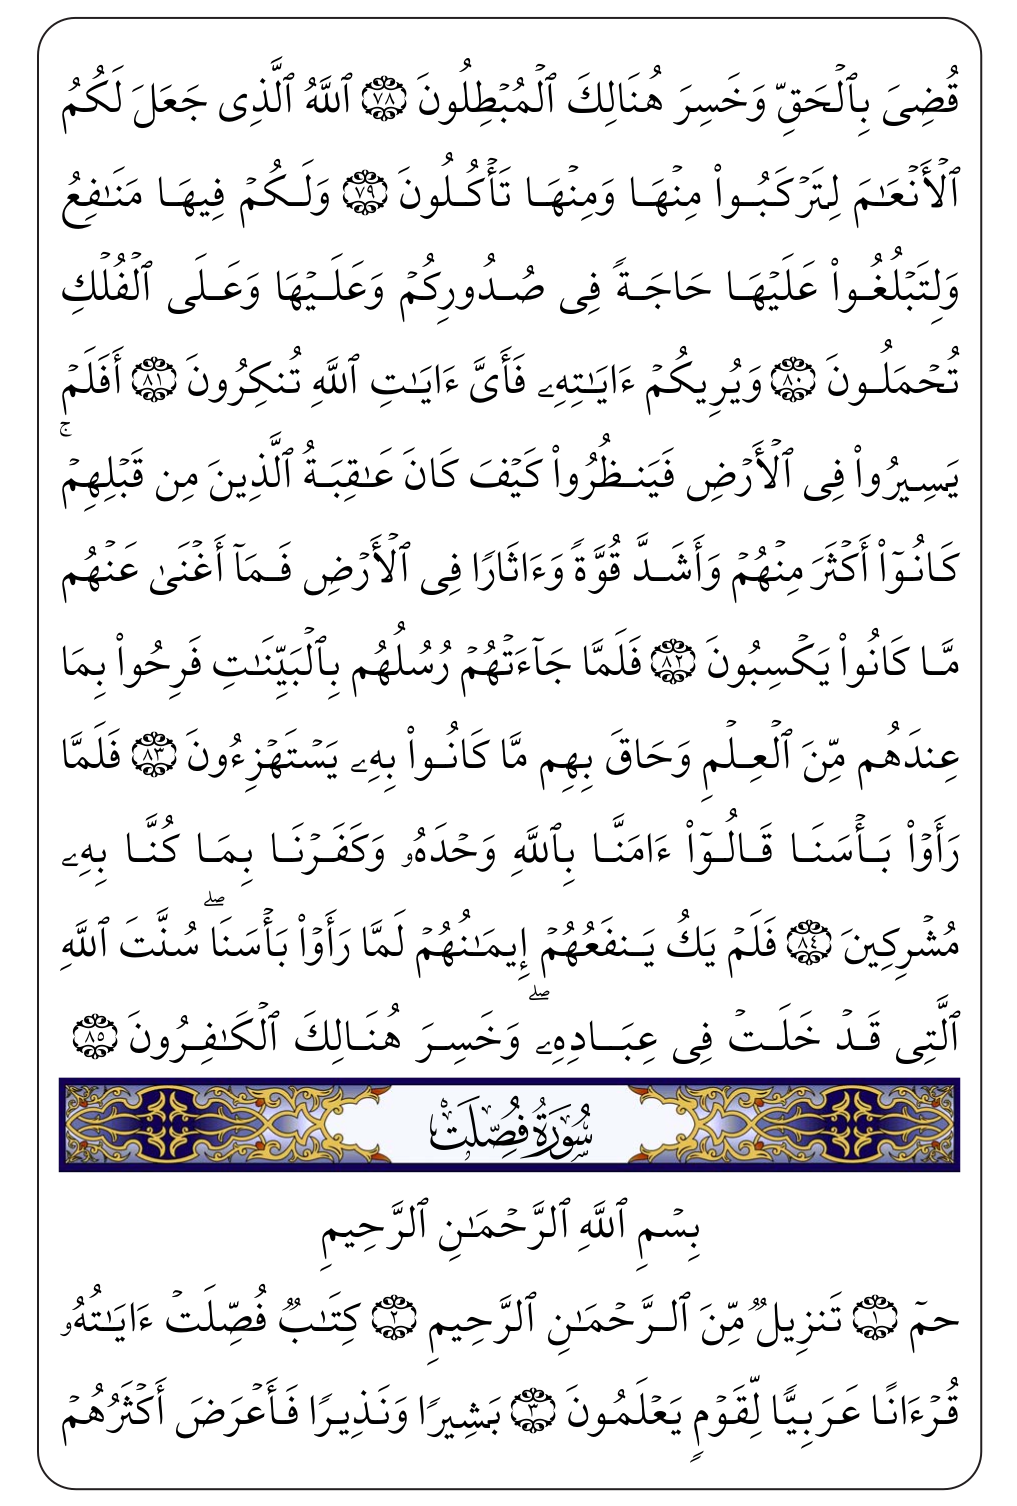 قُضِىَ بِٱلْحَقِّ وَخَسِرَ هُنَالِكَ ٱلْمُبْطِلُونَ ٧٨ ٱللَّهُ ٱلَّذِى جَعَلَ لَكُمُ
ٱلْأَنْعَـٰمَ لِتَرْكَبُوا۟ مِنْهَا وَمِنْهَا تَأْكُلُونَ ٧٩ وَلَكُمْ فِيهَا مَنَـٰفِعُ
وَلِتَبْلُغُوا۟ عَلَيْهَا حَاجَةً فِى صُدُورِكُمْ وَعَلَيْهَا وَعَلَى ٱلْفُلْكِ
تُحْمَلُونَ ٨٠ وَيُرِيكُمْ ءَايَـٰتِهِۦ فَأَىَّ ءَايَـٰتِ ٱللَّهِ تُنكِرُونَ ٨١ أَفَلَمْ
يَسِيرُوا۟ فِى ٱلْأَرْضِ فَيَنظُرُوا۟ كَيْفَ كَانَ عَـٰقِبَةُ ٱلَّذِينَ مِن قَبْلِهِمْ ۚ
كَانُوٓا۟ أَكْثَرَ مِنْهُمْ وَأَشَدَّ قُوَّةً وَءَاثَارًا فِى ٱلْأَرْضِ فَمَآ أَغْنَىٰ عَنْهُم
مَّا كَانُوا۟ يَكْسِبُونَ ٨٢ فَلَمَّا جَآءَتْهُمْ رُسُلُهُم بِٱلْبَيِّنَـٰتِ فَرِحُوا۟ بِمَا
عِندَهُم مِّنَ ٱلْعِلْمِ وَحَاقَ بِهِم مَّا كَانُوا۟ بِهِۦ يَسْتَهْزِءُونَ ٨٣ فَلَمَّا
رَأَوْا۟ بَأْسَنَا قَالُوٓا۟ ءَامَنَّا بِٱللَّهِ وَحْدَهُۥ وَكَفَرْنَا بِمَا كُنَّا بِهِۦ
مُشْرِكِينَ ٨٤ فَلَمْ يَكُ يَنفَعُهُمْ إِيمَـٰنُهُمْ لَمَّا رَأَوْا۟ بَأْسَنَا ۖ سُنَّتَ ٱللَّهِ
ٱلَّتِى قَدْ خَلَتْ فِى عِبَادِهِۦ ۖ وَخَسِرَ هُنَالِكَ ٱلْكَـٰفِرُونَ ٨٥
سُورَةُ فُصِّلَتْ
بِسْمِ ٱللَّهِ ٱلرَّحْمَـٰنِ ٱلرَّحِيمِ
حمٓ ١ تَنزِيلٌ مِّنَ ٱلرَّحْمَـٰنِ ٱلرَّحِيمِ ٢ كِتَـٰبٌ فُصِّلَتْ ءَايَـٰتُهُۥ
قُرْءَانًا عَرَبِيًّا لِّقَوْمٍ يَعْلَمُونَ ٣ بَشِيرًا وَنَذِيرًا فَأَعْرَضَ أَكْثَرُهُمْ